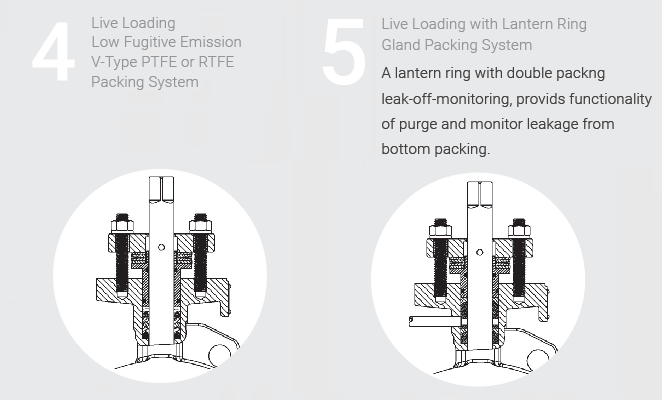 4
Live Loading
Low Fugitive Emission
V-Type PTFE or RTFE
Packing System
5
Live Loading with Lantern Ring
Gland Packing System
A lantern ring with double packng
leak-off-monitoring, provids functionality
of purge and monitor leakage from
bottom packing.